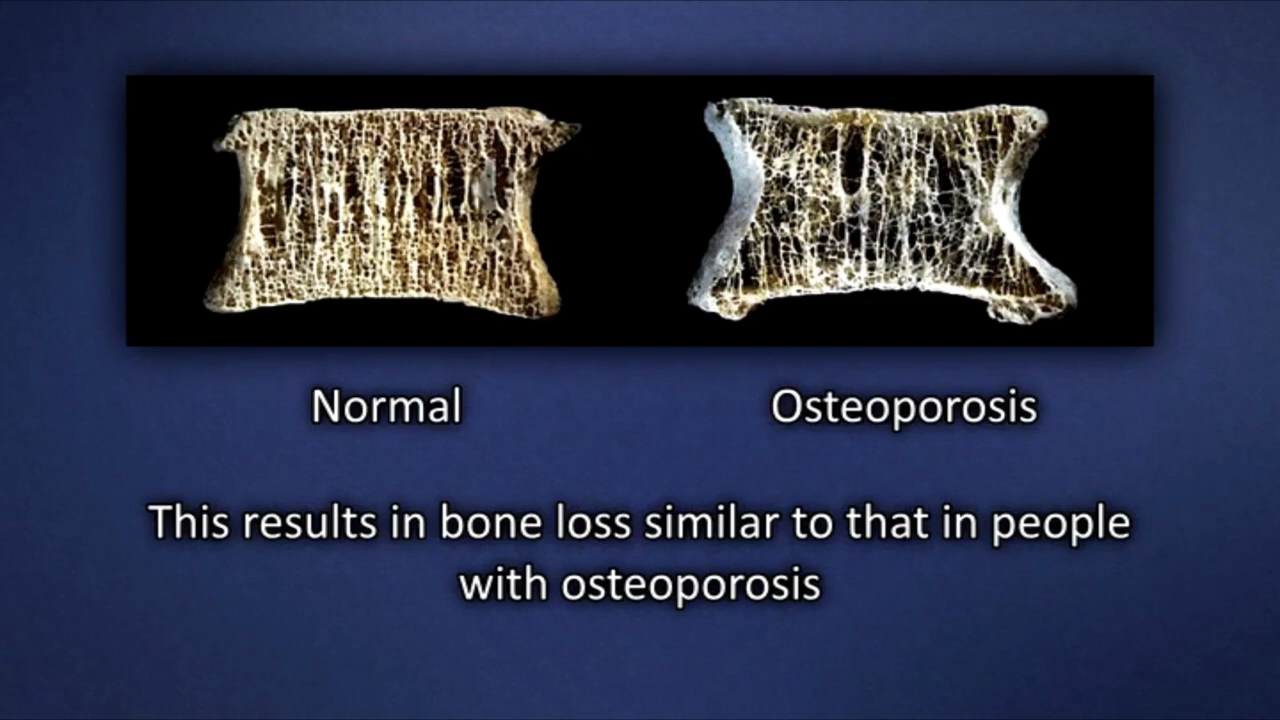 Normal
Osteoporosis
This results in bone loss similar to that in people
with osteoporosis